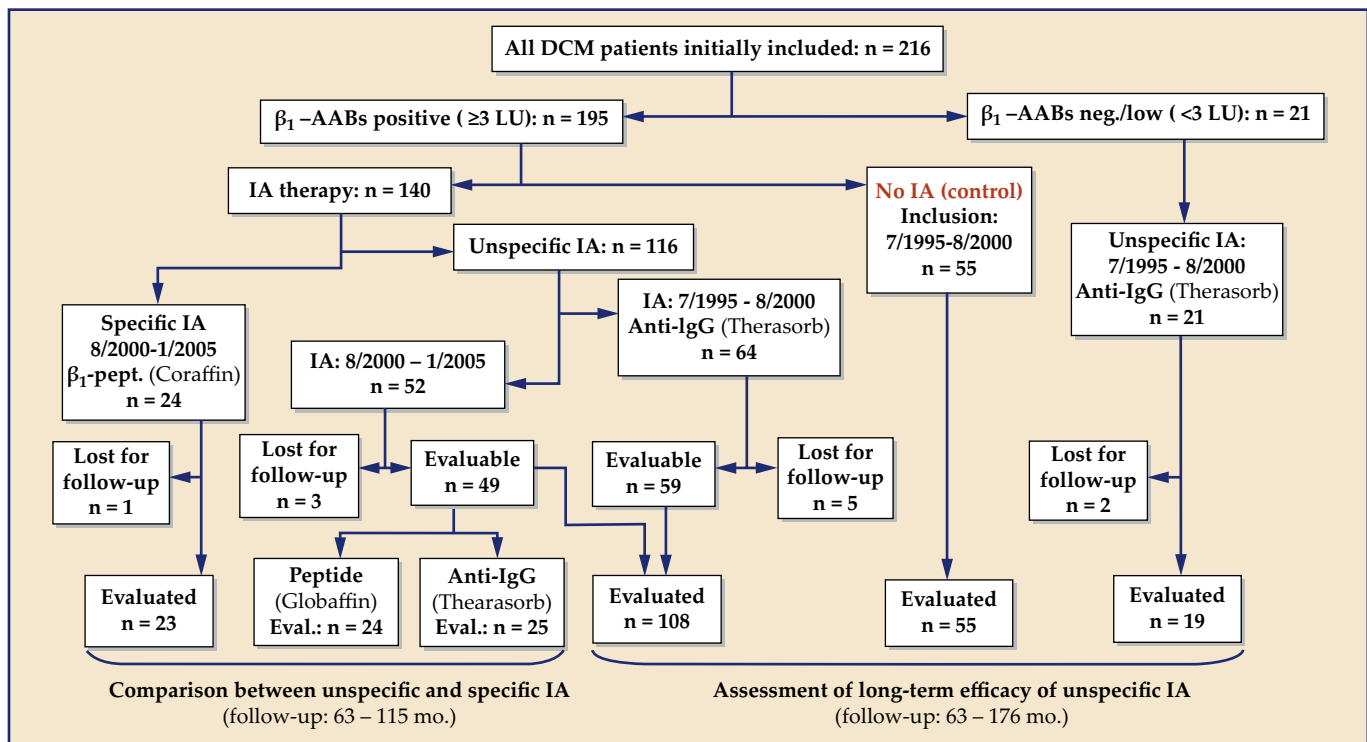 All DCM patients initially included: n = 216
β1 –AABs positive ( ≥3 LU): n = 195
β1 –AABs neg./low ( <3 LU): n = 21
IA therapy: n = 140
No IA (control)
Inclusion:
7/1995-8/2000
n = 55
Unspecific IA: n = 116
Unspecific IA:
7/1995 - 8/2000
Anti-IgG (Therasorb)
n = 21
IA: 7/1995 - 8/2000
Anti-lgG (Therasorb)
n = 64
Specific IA
8/2000-1/2005
β1-pept. (Coraffin)
n = 24
IA: 8/2000 – 1/2005
n = 52
Lost for
follow-up
n = 1
Lost for
follow-up
n = 3
Evaluable
n = 49
Evaluable
n = 59
Lost for
follow-up
n = 5
Lost for
follow-up
n = 2
Evaluated
n = 23
Peptide
(Globaffin)
Eval.: n = 24
Anti-IgG
(Thearasorb)
Eval.: n = 25
Evaluated
n = 108
Evaluated
n = 55
Evaluated
n = 19
Comparison between unspecific and specific IA
(follow-up: 63 – 115 mo.)
Assessment of long-term efficacy of unspecific IA
(follow-up: 63 – 176 mo.)